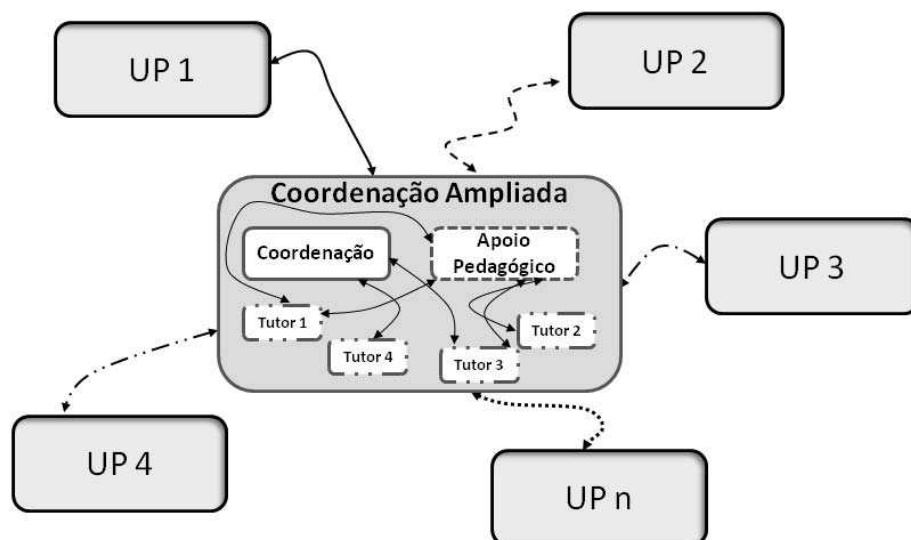 UP 1
UP 2
Coordenação Ampliada
Coordenação
Apoio
Pedagógico
UP 3
Tutor 1
Tutor 2
Tutor 4
Tutor 3
UP 4
UP n